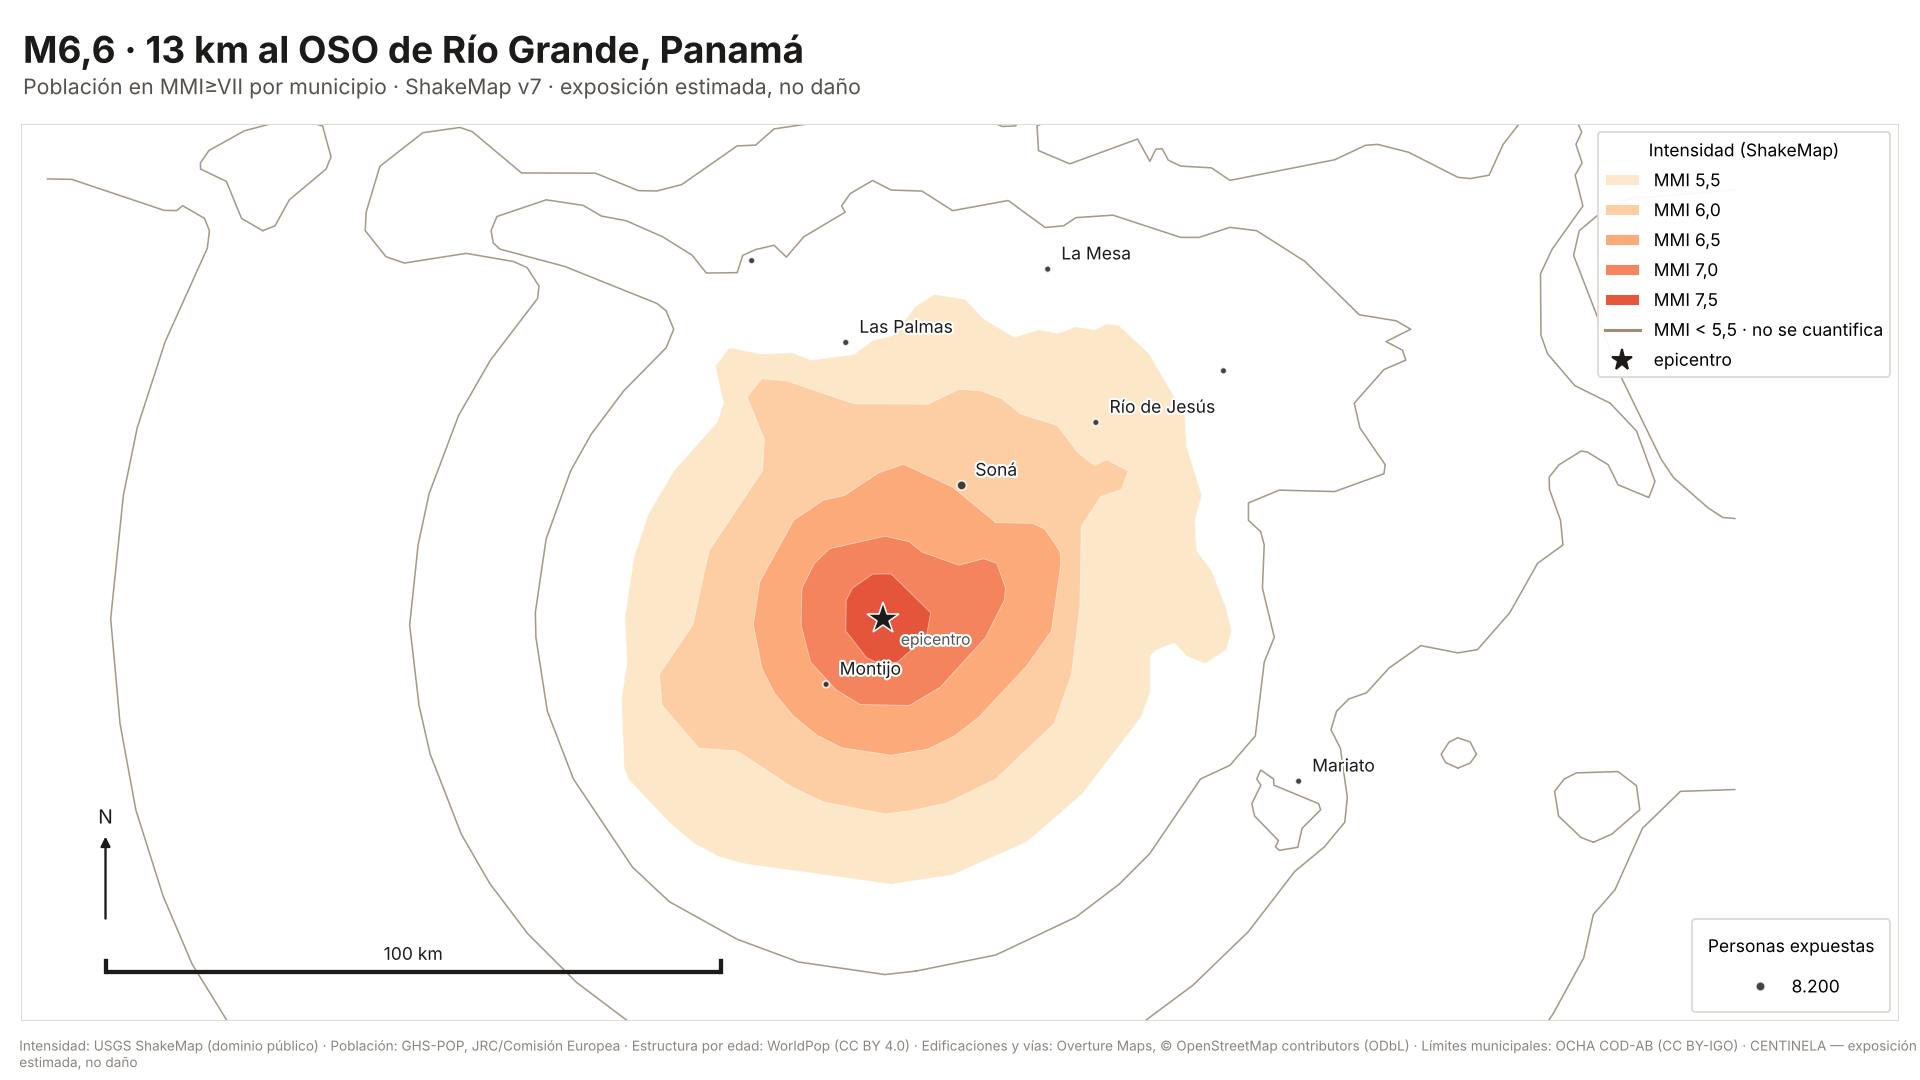 M6,6 · 13 km al OSO de Río Grande, Panamá
Población en MMI≥VII por municipio · ShakeMap v7 · exposición estimada, no daño
Intensidad (ShakeMap)
MMI 5,5
MMI 6,0
MMI 6,5
MMI 7,0
MMI 7,5
MMI < 5,5 · no se cuantifica
epicentro
La Mesa
Las Palmas
Río de Jesús
Soná
epicentro
Montijo
Mariato
N
100 km
Personas expuestas
8.200
Intensidad: USGS ShakeMap (dominio público) · Población: GHS-POP, JRC/Comisión Europea · Estructura por edad: WorldPop (CC BY 4.0) · Edificaciones y vías: Overture Maps, © OpenStreetMap contributors (ODbL) · Límites municipales: OCHA COD-AB (CC BY-IGO) · CENTINELA — exposición
estimada, no daño